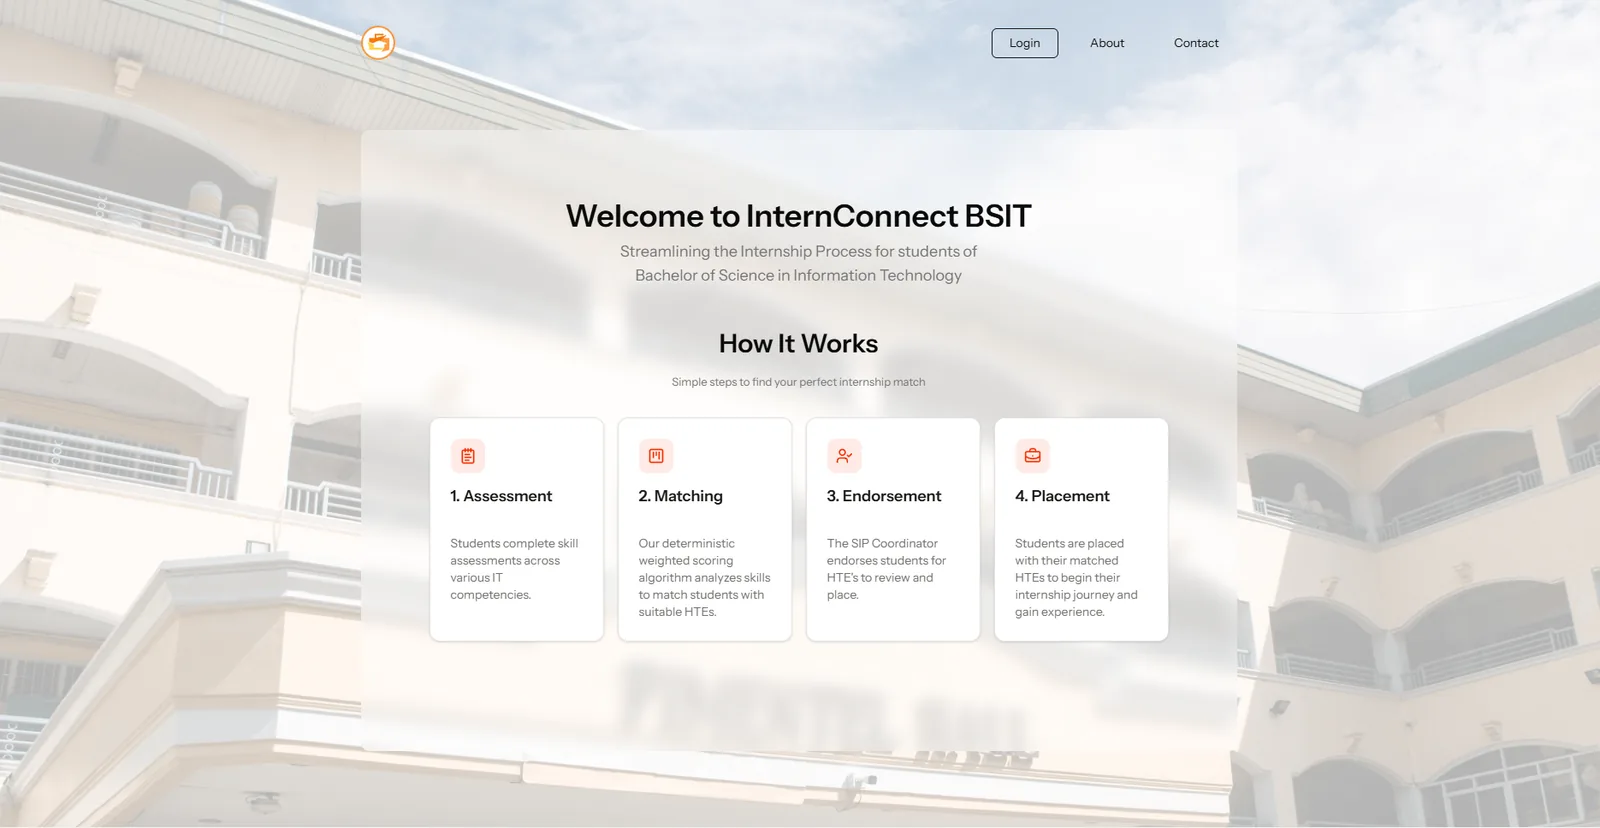 Login
About
Contact
Welcome to InternConnect BSIT
Streamlining the Internship Process for students of
Bachelor of Science in Information Technology
How It Works
Simple steps to find your perfect internship match
1. Assessment
Students complete skill
assessments across
various IT
competencies.
2. Matching
Our deterministic
weighted scoring
algorithm analyzes skills
to match students with
suitable HTEs.
3. Endorsement
The SIP Coordinator
endorses students for
HTE's to review and
place.
4. Placement
Students are placed
with their matched
HTEs to begin their
internship journey and
gain experience.
PIMENTEL HALL